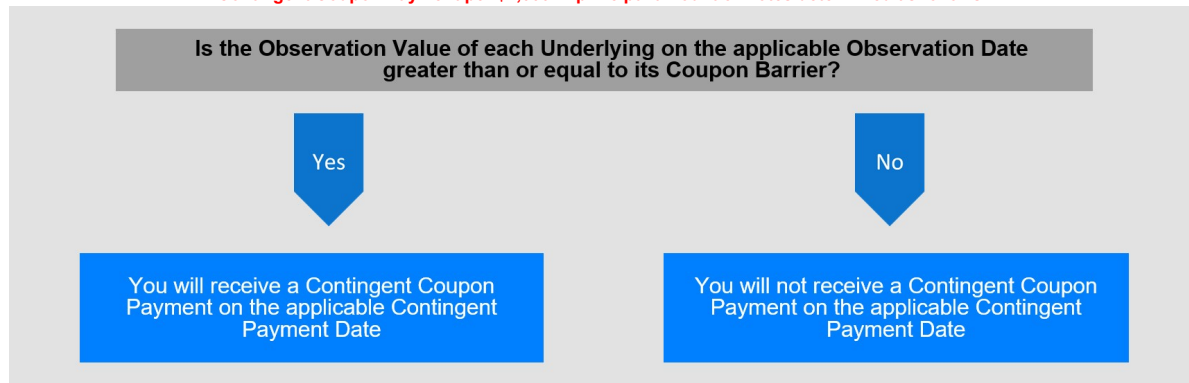 Is the Observation Value of each Underlying on the applicable Observation Date
greater than or equal to its Coupon Barrier?
Yes
No
You will receive a Contingent Coupon
Payment on the applicable Contingent
Payment Date
You will not receive a Contingent Coupon
Payment on the applicable Contingent
Payment Date